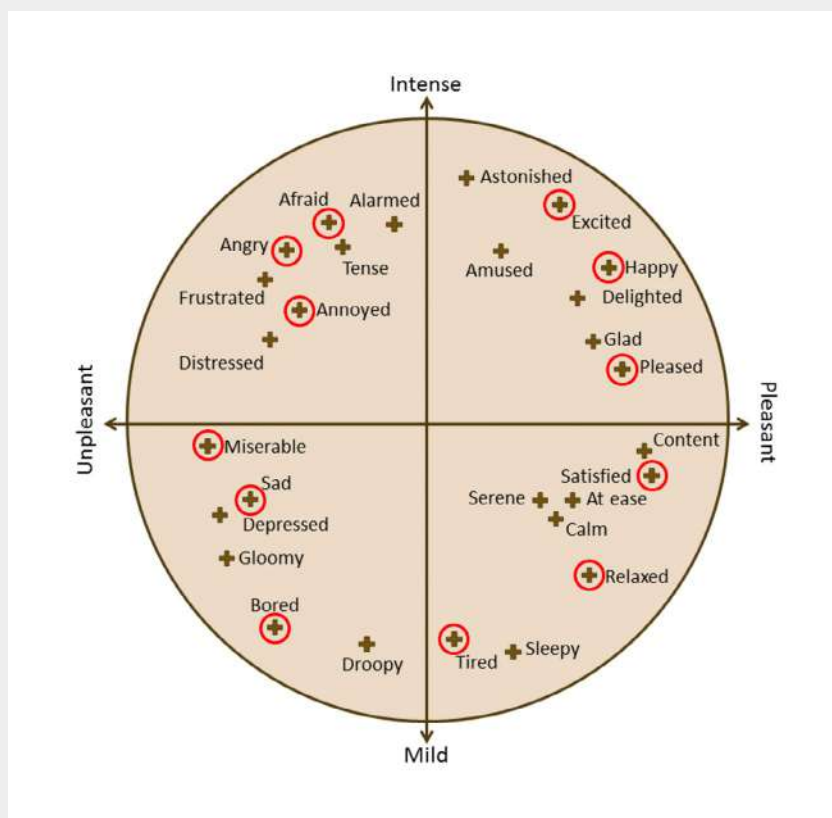 Intense
Astonished
Afraid
Alarmed
Excited
Angry
Tense
Amused
Happy
Frustrated
Delighted
Annoyed
Glad
Distressed
Pleased
Unpleasant
Pleasant
Content
Miserable
Satisfied
Sad
Serene
At ease
Depressed
Calm
Gloomy
Relaxed
Bored
Sleepy
Droopy
Tired
Mild